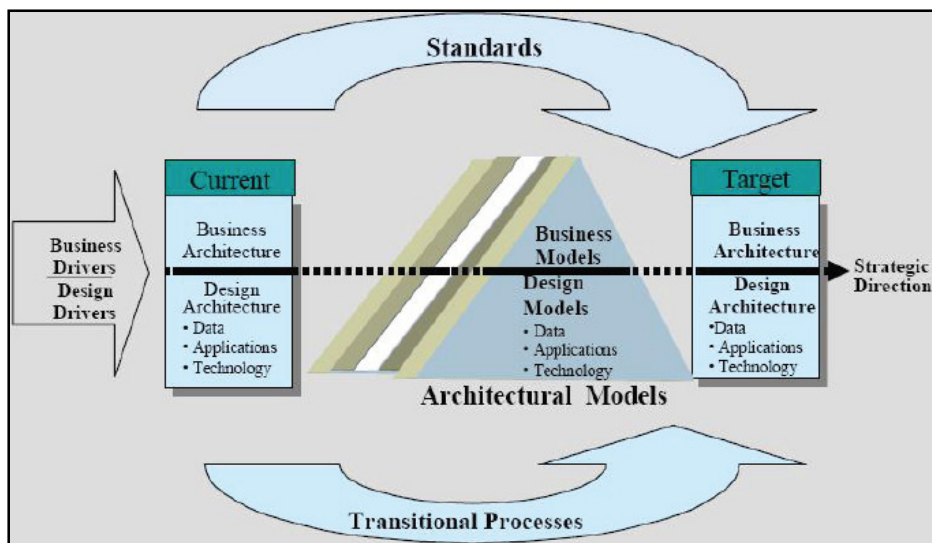 Standards
Current
Target
Business
Drivers
Design
Drivers
Business
Architecture
Design
Architecture
• Data
• Applications
• Technology
Business
Models
Design
Models
• Data
• Applications
• Technology
Architectural Models
Business
Architecture
Design
Architecture
•Data
• Applications
• Technology
Strategic
Direction
Transitional Processes